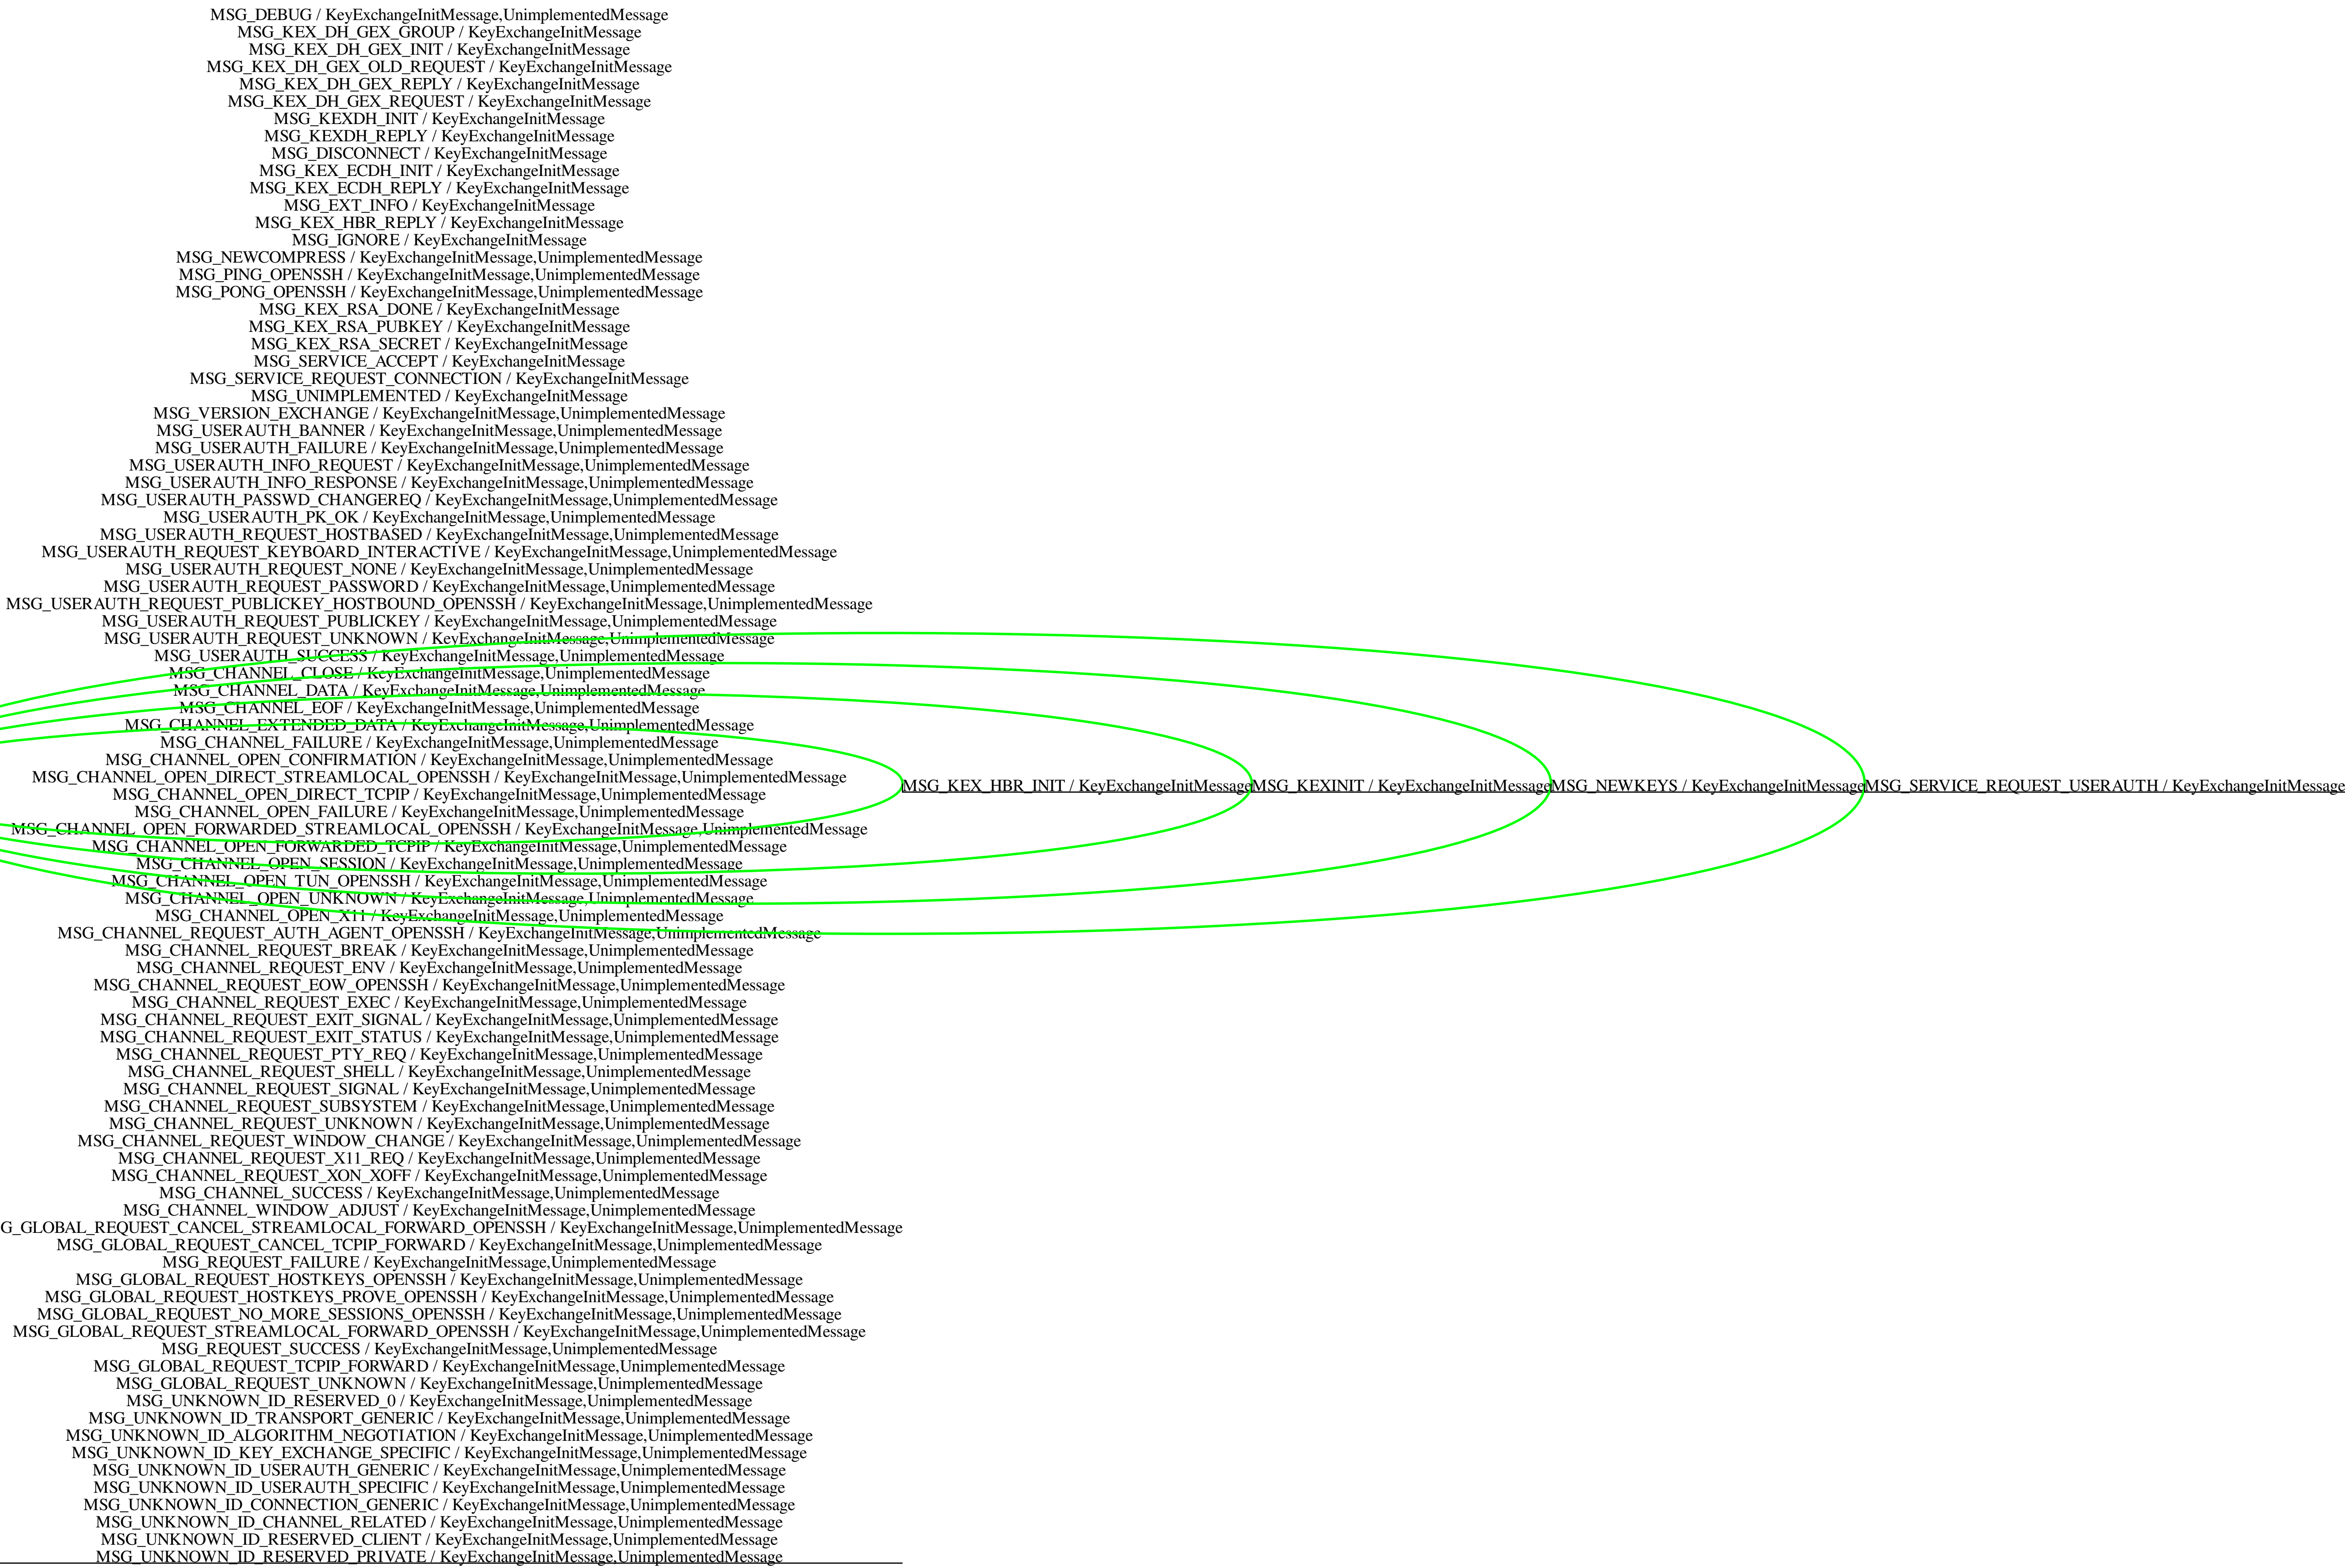 MSG_DEBUG / KeyExchangeInitMessage,UnimplementedMessage
MSG_KEX_DH_GEX_GROUP / KeyExchangeInitMessage
MSG_KEX_DH_GEX_INIT / KeyExchangeInitMessage
MSG_KEX_DH_GEX_OLD_REQUEST / KeyExchangeInitMessage
MSG_KEX_DH_GEX_REPLY / KeyExchangeInitMessage
MSG_KEX_DH_GEX_REQUEST / KeyExchangeInitMessage
MSG_KEXDH_INIT / KeyExchangeInitMessage
MSG_KEXDH_REPLY / KeyExchangeInitMessage
MSG_DISCONNECT / KeyExchangeInitMessage
MSG_KEX_ECDH_INIT / KeyExchangeInitMessage
MSG_KEX_ECDH_REPLY / KeyExchangeInitMessage
MSG_EXT_INFO / KeyExchangeInitMessage
MSG_KEX_HBR_REPLY / KeyExchangeInitMessage
MSG_IGNORE / KeyExchangeInitMessage
MSG_NEWCOMPRESS / KeyExchangeInitMessage,UnimplementedMessage
MSG_PING_OPENSSH / KeyExchangeInitMessage,UnimplementedMessage
MSG_PONG_OPENSSH / KeyExchangeInitMessage,UnimplementedMessage
MSG_KEX_RSA_DONE / KeyExchangeInitMessage
MSG_KEX_RSA_PUBKEY / KeyExchangeInitMessage
MSG_KEX_RSA_SECRET / KeyExchangeInitMessage
MSG_SERVICE_ACCEPT / KeyExchangeInitMessage
MSG_SERVICE_REQUEST_CONNECTION / KeyExchangeInitMessage
MSG_UNIMPLEMENTED / KeyExchangeInitMessage
MSG_VERSION_EXCHANGE / KeyExchangeInitMessage,UnimplementedMessage
MSG_USERAUTH_BANNER / KeyExchangeInitMessage,UnimplementedMessage
MSG_USERAUTH_FAILURE / KeyExchangeInitMessage,UnimplementedMessage
MSG_USERAUTH_INFO_REQUEST / KeyExchangeInitMessage,UnimplementedMessage
MSG_USERAUTH_INFO_RESPONSE / KeyExchangeInitMessage,UnimplementedMessage
MSG_USERAUTH_PASSWD_CHANGEREQ / KeyExchangeInitMessage,UnimplementedMessage
MSG_USERAUTH_PK_OK / KeyExchangeInitMessage,UnimplementedMessage
MSG_USERAUTH_REQUEST_HOSTBASED / KeyExchangeInitMessage,UnimplementedMessage
MSG_USERAUTH_REQUEST_KEYBOARD_INTERACTIVE / KeyExchangeInitMessage,UnimplementedMessage
MSG_USERAUTH_REQUEST_NONE / KeyExchangeInitMessage,UnimplementedMessage
MSG_USERAUTH_REQUEST_PASSWORD / KeyExchangeInitMessage,UnimplementedMessage
MSG_USERAUTH_REQUEST_PUBLICKEY_HOSTBOUND_OPENSSH / KeyExchangeInitMessage,UnimplementedMessage
MSG_USERAUTH_REQUEST_PUBLICKEY / KeyExchangeInitMessage,UnimplementedMessage
MSG_USERAUTH_REQUEST_UNKNOWN / KeyExchangeInitMessage,UnimplementedMessage
MSG_USERAUTH_SUCCESS / KeyExchangeInitMessage,UnimplementedMessage
MSG_CHANNEL_CLOSE / KeyExchangeInitMessage,UnimplementedMessage
MSG_CHANNEL_DATA / KeyExchangeInitMessage,UnimplementedMessage
MSG_CHANNEL_EOF / KeyExchangeInitMessage,UnimplementedMessage
MSG_CHANNEL_EXTENDED_DATA / KeyExchangeInitMessage,UnimplementedMessage
MSG_CHANNEL_FAILURE / KeyExchangeInitMessage,UnimplementedMessage
MSG_CHANNEL_OPEN_CONFIRMATION / KeyExchangeInitMessage,UnimplementedMessage
MSG_CHANNEL_OPEN_DIRECT_STREAMLOCAL_OPENSSH / KeyExchangeInitMessage,UnimplementedMessage
MSG_KEX_HBR_INIT / KeyExchangeInitMessage
MSG_KEXINIT / KeyExchangeInitMessage
MSG_NEWKEYS / KeyExchangeInitMessage
MSG_SERVICE_REQUEST_USERAUTH / KeyExchangeInitMessage
MSG_CHANNEL_OPEN_DIRECT_TCPIP / KeyExchangeInitMessage,UnimplementedMessage
MSG_CHANNEL_OPEN_FAILURE / KeyExchangeInitMessage,UnimplementedMessage
MSG_CHANNEL_OPEN_FORWARDED_STREAMLOCAL_OPENSSH / KeyExchangeInitMessage,UnimplementedMessage
MSG_CHANNEL_OPEN_FORWARDED_TCPIP / KeyExchangeInitMessage,UnimplementedMessage
MSG_CHANNEL_OPEN_SESSION / KeyExchangeInitMessage,UnimplementedMessage
MSG_CHANNEL_OPEN_TUN_OPENSSH / KeyExchangeInitMessage,UnimplementedMessage
MSG_CHANNEL_OPEN_UNKNOWN / KeyExchangeInitMessage,UnimplementedMessage
MSG_CHANNEL_OPEN_X11 / KeyExchangeInitMessage,UnimplementedMessage
MSG_CHANNEL_REQUEST_AUTH_AGENT_OPENSSH / KeyExchangeInitMessage,UnimplementedMessage
MSG_CHANNEL_REQUEST_BREAK / KeyExchangeInitMessage,UnimplementedMessage
MSG_CHANNEL_REQUEST_ENV / KeyExchangeInitMessage,UnimplementedMessage
MSG_CHANNEL_REQUEST_EOW_OPENSSH / KeyExchangeInitMessage,UnimplementedMessage
MSG_CHANNEL_REQUEST_EXEC / KeyExchangeInitMessage,UnimplementedMessage
MSG_CHANNEL_REQUEST_EXIT_SIGNAL / KeyExchangeInitMessage,UnimplementedMessage
MSG_CHANNEL_REQUEST_EXIT_STATUS / KeyExchangeInitMessage,UnimplementedMessage
MSG_CHANNEL_REQUEST_PTY_REQ / KeyExchangeInitMessage,UnimplementedMessage
MSG_CHANNEL_REQUEST_SHELL / KeyExchangeInitMessage,UnimplementedMessage
MSG_CHANNEL_REQUEST_SIGNAL / KeyExchangeInitMessage,UnimplementedMessage
MSG_CHANNEL_REQUEST_SUBSYSTEM / KeyExchangeInitMessage,UnimplementedMessage
MSG_CHANNEL_REQUEST_UNKNOWN / KeyExchangeInitMessage,UnimplementedMessage
MSG_CHANNEL_REQUEST_WINDOW_CHANGE / KeyExchangeInitMessage,UnimplementedMessage
MSG_CHANNEL_REQUEST_X11_REQ / KeyExchangeInitMessage,UnimplementedMessage
MSG_CHANNEL_REQUEST_XON_XOFF / KeyExchangeInitMessage,UnimplementedMessage
MSG_CHANNEL_SUCCESS / KeyExchangeInitMessage,UnimplementedMessage
MSG_CHANNEL_WINDOW_ADJUST / KeyExchangeInitMessage,UnimplementedMessage
G_GLOBAL_REQUEST_CANCEL_STREAMLOCAL_FORWARD_OPENSSH / KeyExchangeInitMessage,UnimplementedMessage
MSG_GLOBAL_REQUEST_CANCEL_TCPIP_FORWARD / KeyExchangeInitMessage,UnimplementedMessage
MSG_REQUEST_FAILURE / KeyExchangeInitMessage,UnimplementedMessage
MSG_GLOBAL_REQUEST_HOSTKEYS_OPENSSH / KeyExchangeInitMessage,UnimplementedMessage
MSG_GLOBAL_REQUEST_HOSTKEYS_PROVE_OPENSSH / KeyExchangeInitMessage,UnimplementedMessage
MSG_GLOBAL_REQUEST_NO_MORE_SESSIONS_OPENSSH / KeyExchangeInitMessage,UnimplementedMessage
MSG_GLOBAL_REQUEST_STREAMLOCAL_FORWARD_OPENSSH / KeyExchangeInitMessage,UnimplementedMessage
MSG_REQUEST_SUCCESS / KeyExchangeInitMessage,UnimplementedMessage
MSG_GLOBAL_REQUEST_TCPIP_FORWARD / KeyExchangeInitMessage,UnimplementedMessage
MSG_GLOBAL_REQUEST_UNKNOWN / KeyExchangeInitMessage,UnimplementedMessage
MSG_UNKNOWN_ID_RESERVED_0 / KeyExchangeInitMessage,UnimplementedMessage
MSG_UNKNOWN_ID_TRANSPORT_GENERIC / KeyExchangeInitMessage,UnimplementedMessage
MSG_UNKNOWN_ID_ALGORITHM_NEGOTIATION / KeyExchangeInitMessage,UnimplementedMessage
MSG_UNKNOWN_ID_KEY_EXCHANGE_SPECIFIC / KeyExchangeInitMessage,UnimplementedMessage
MSG_UNKNOWN_ID_USERAUTH_GENERIC / KeyExchangeInitMessage,UnimplementedMessage
MSG_UNKNOWN_ID_USERAUTH_SPECIFIC / KeyExchangeInitMessage,UnimplementedMessage
MSG_UNKNOWN_ID_CONNECTION_GENERIC / KeyExchangeInitMessage,UnimplementedMessage
MSG_UNKNOWN_ID_CHANNEL_RELATED / KeyExchangeInitMessage,UnimplementedMessage
MSG_UNKNOWN_ID_RESERVED_CLIENT / KeyExchangeInitMessage,UnimplementedMessage
MSG_UNKNOWN_ID_RESERVED_PRIVATE / KeyExchangeInitMessage,UnimplementedMessage